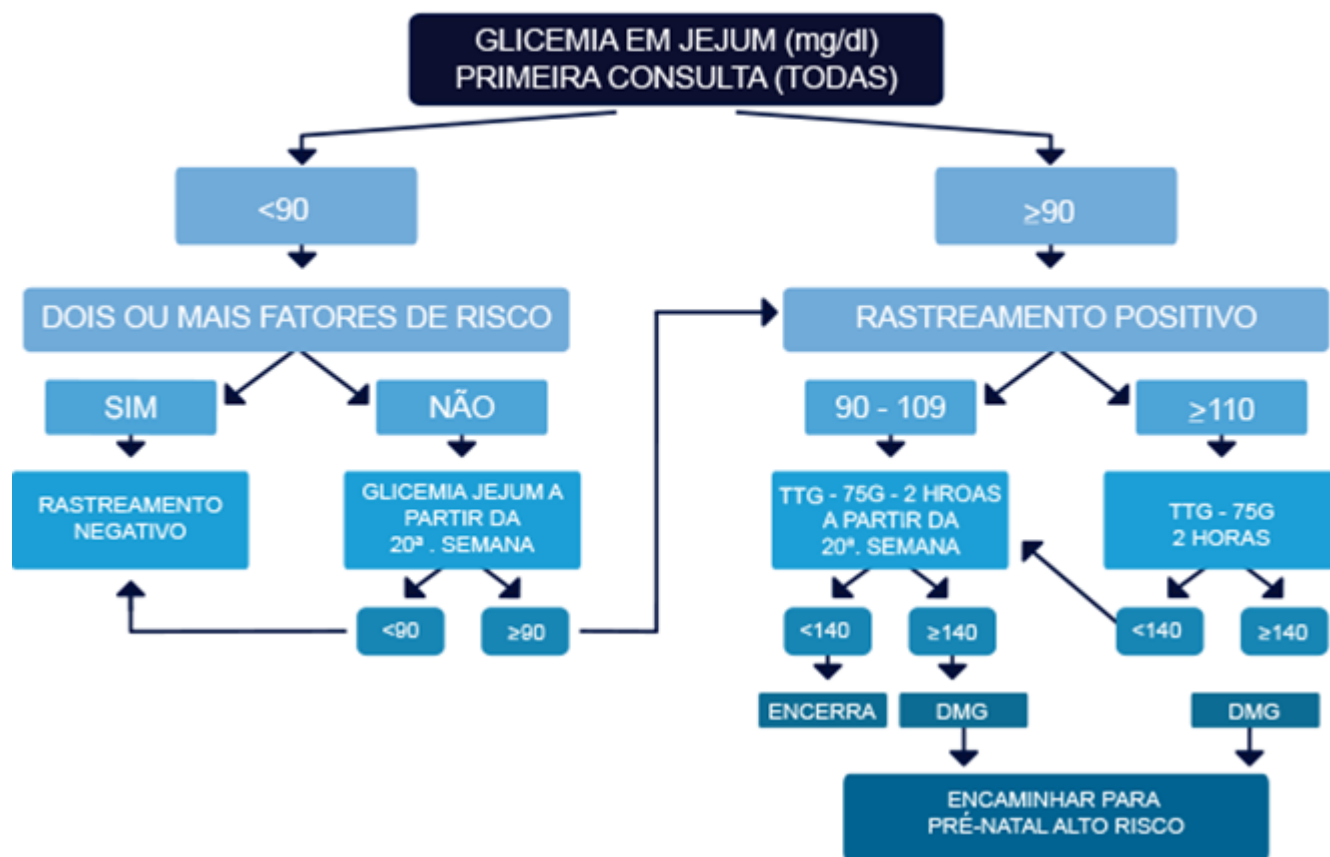 GLICEMIA EM JEJUM (mg/dl)
PRIMEIRA CONSULTA (TODAS)
<90
≥90
DOIS OU MAIS FATORES DE RISCO
RASTREAMENTO POSITIVO
SIM
NÃO
90 - 109
≥110
RASTREAMENTO
NEGATIVO
GLICEMIA JEJUM A
PARTIR DA
20ª . SEMANA
TTG - 75G - 2 HROAS
A PARTIR DA
20ª. SEMANA
TTG - 75G
2 HORAS
<90
≥90
<140
≥140
<140
≥140
ENCERRA
DMG
DMG
ENCAMINHAR PARA
PRÉ-NATAL ALTO RISCO